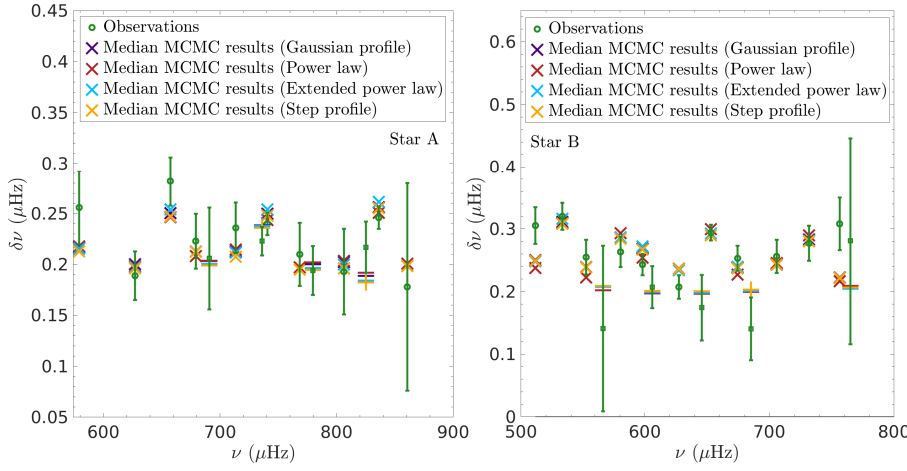 0.45
0.4
0.35
0.3
0.25
0.2
0.15
0.1
0.05
δν (μHz)
Observations
Median MCMC results (Gaussian profile)
Median MCMC results (Power law)
Median MCMC results (Extended power law)
Median MCMC results (Step profile)
Star A
600 700 800 900
ν (μHz)
0.6
0.5
0.4
0.3
0.2
0.1
0
δν (μHz)
Observations
Median MCMC results (Gaussian profile)
Median MCMC results (Power law)
Median MCMC results (Extended power law)
Median MCMC results (Step profile)
Star B
500 600 700 800
ν (μHz)